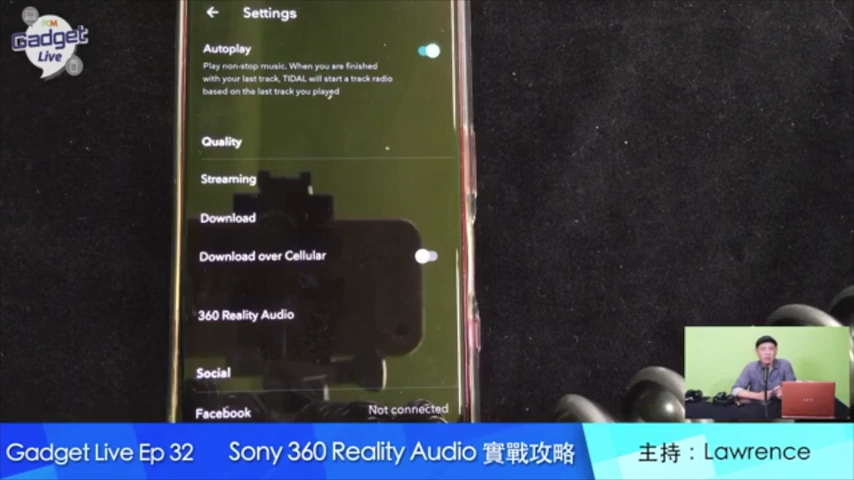 PCM
Gadget
Live
Settings
Autoplay
Play non-stop music. When you are finished
with your last track, TIDAL will start a track radio
based on the last track you played
Quality
Streaming
Download
Download over Cellular
360 Reality Audio
Social
Facebook Not connected
Gadget Live Ep 32 Sony 360 Reality Audio 實戰攻略 主持：Lawrence